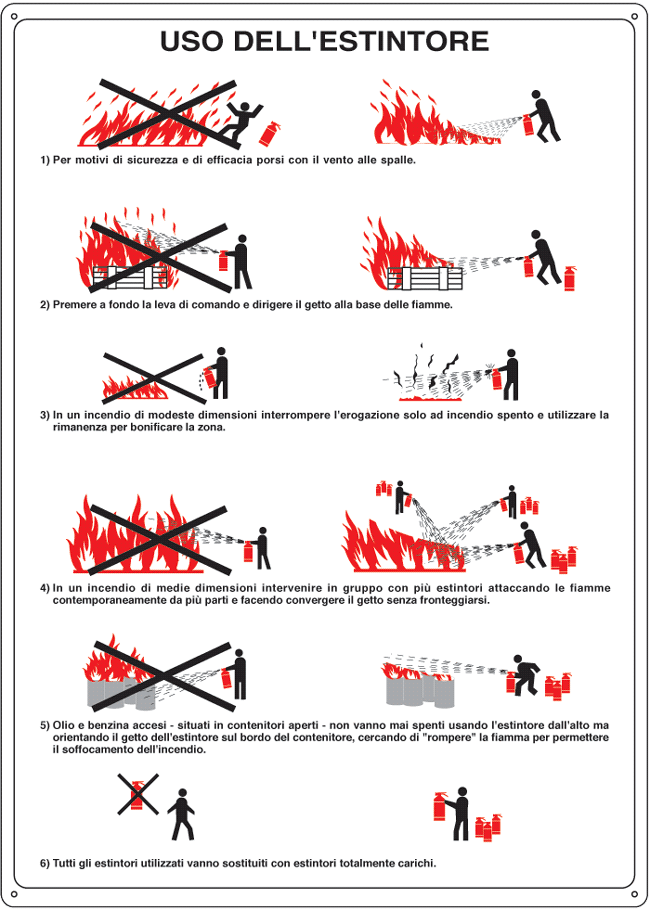 USO DELL'ESTINTORE
1) Per motivi di sicurezza e di efficacia porsi con il vento alle spalle.
2) Premere a fondo la leva di comando e dirigere il getto alla base delle fiamme.
3) In un incendio di modeste dimensioni interrompere l'erogazione solo ad incendio spento e utilizzare la
rimanenza per bonificare la zona.
4) In un incendio di medie dimensioni intervenire in gruppo con più estintori attaccando le fiamme
contemporaneamente da più parti e facendo convergere il getto senza fronteggiarsi.
5) Olio e benzina accesi - situati in contenitori aperti - non vanno mai spenti usando l'estintore dall'alto ma
orientando il getto dell'estintore sul bordo del contenitore, cercando di "rompere" la fiamma per permettere
il soffocamento dell'incendio.
6) Tutti gli estintori utilizzati vanno sostituiti con estintori totalmente carichi.